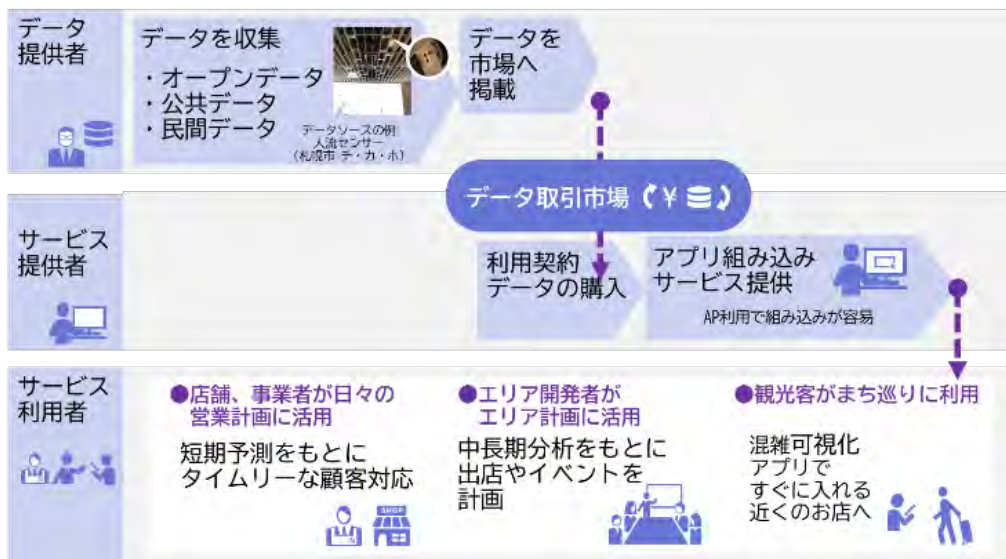 データ
提供者
データを収集
・オープンデータ
・公共データ
・民間データ
データソースの例
人流センサー
(札幌市 チ・カ・ホ)
データを
市場へ
掲載
データ取引市場 ¥
サービス
提供者
利用契約
データの購入
アプリ組み込み
サービス提供
AP利用で組み込みが容易
サービス
利用者
●店舗、事業者が日々の
営業計画に活用
短期予測をもとに
タイムリーな顧客対応
SHOP
●エリア開発者が
エリア計画に活用
中長期分析をもとに
出店やイベントを
計画
●観光客がまち巡りに利用
混雑可視化
アプリで
すぐに入れる
近くのお店へ